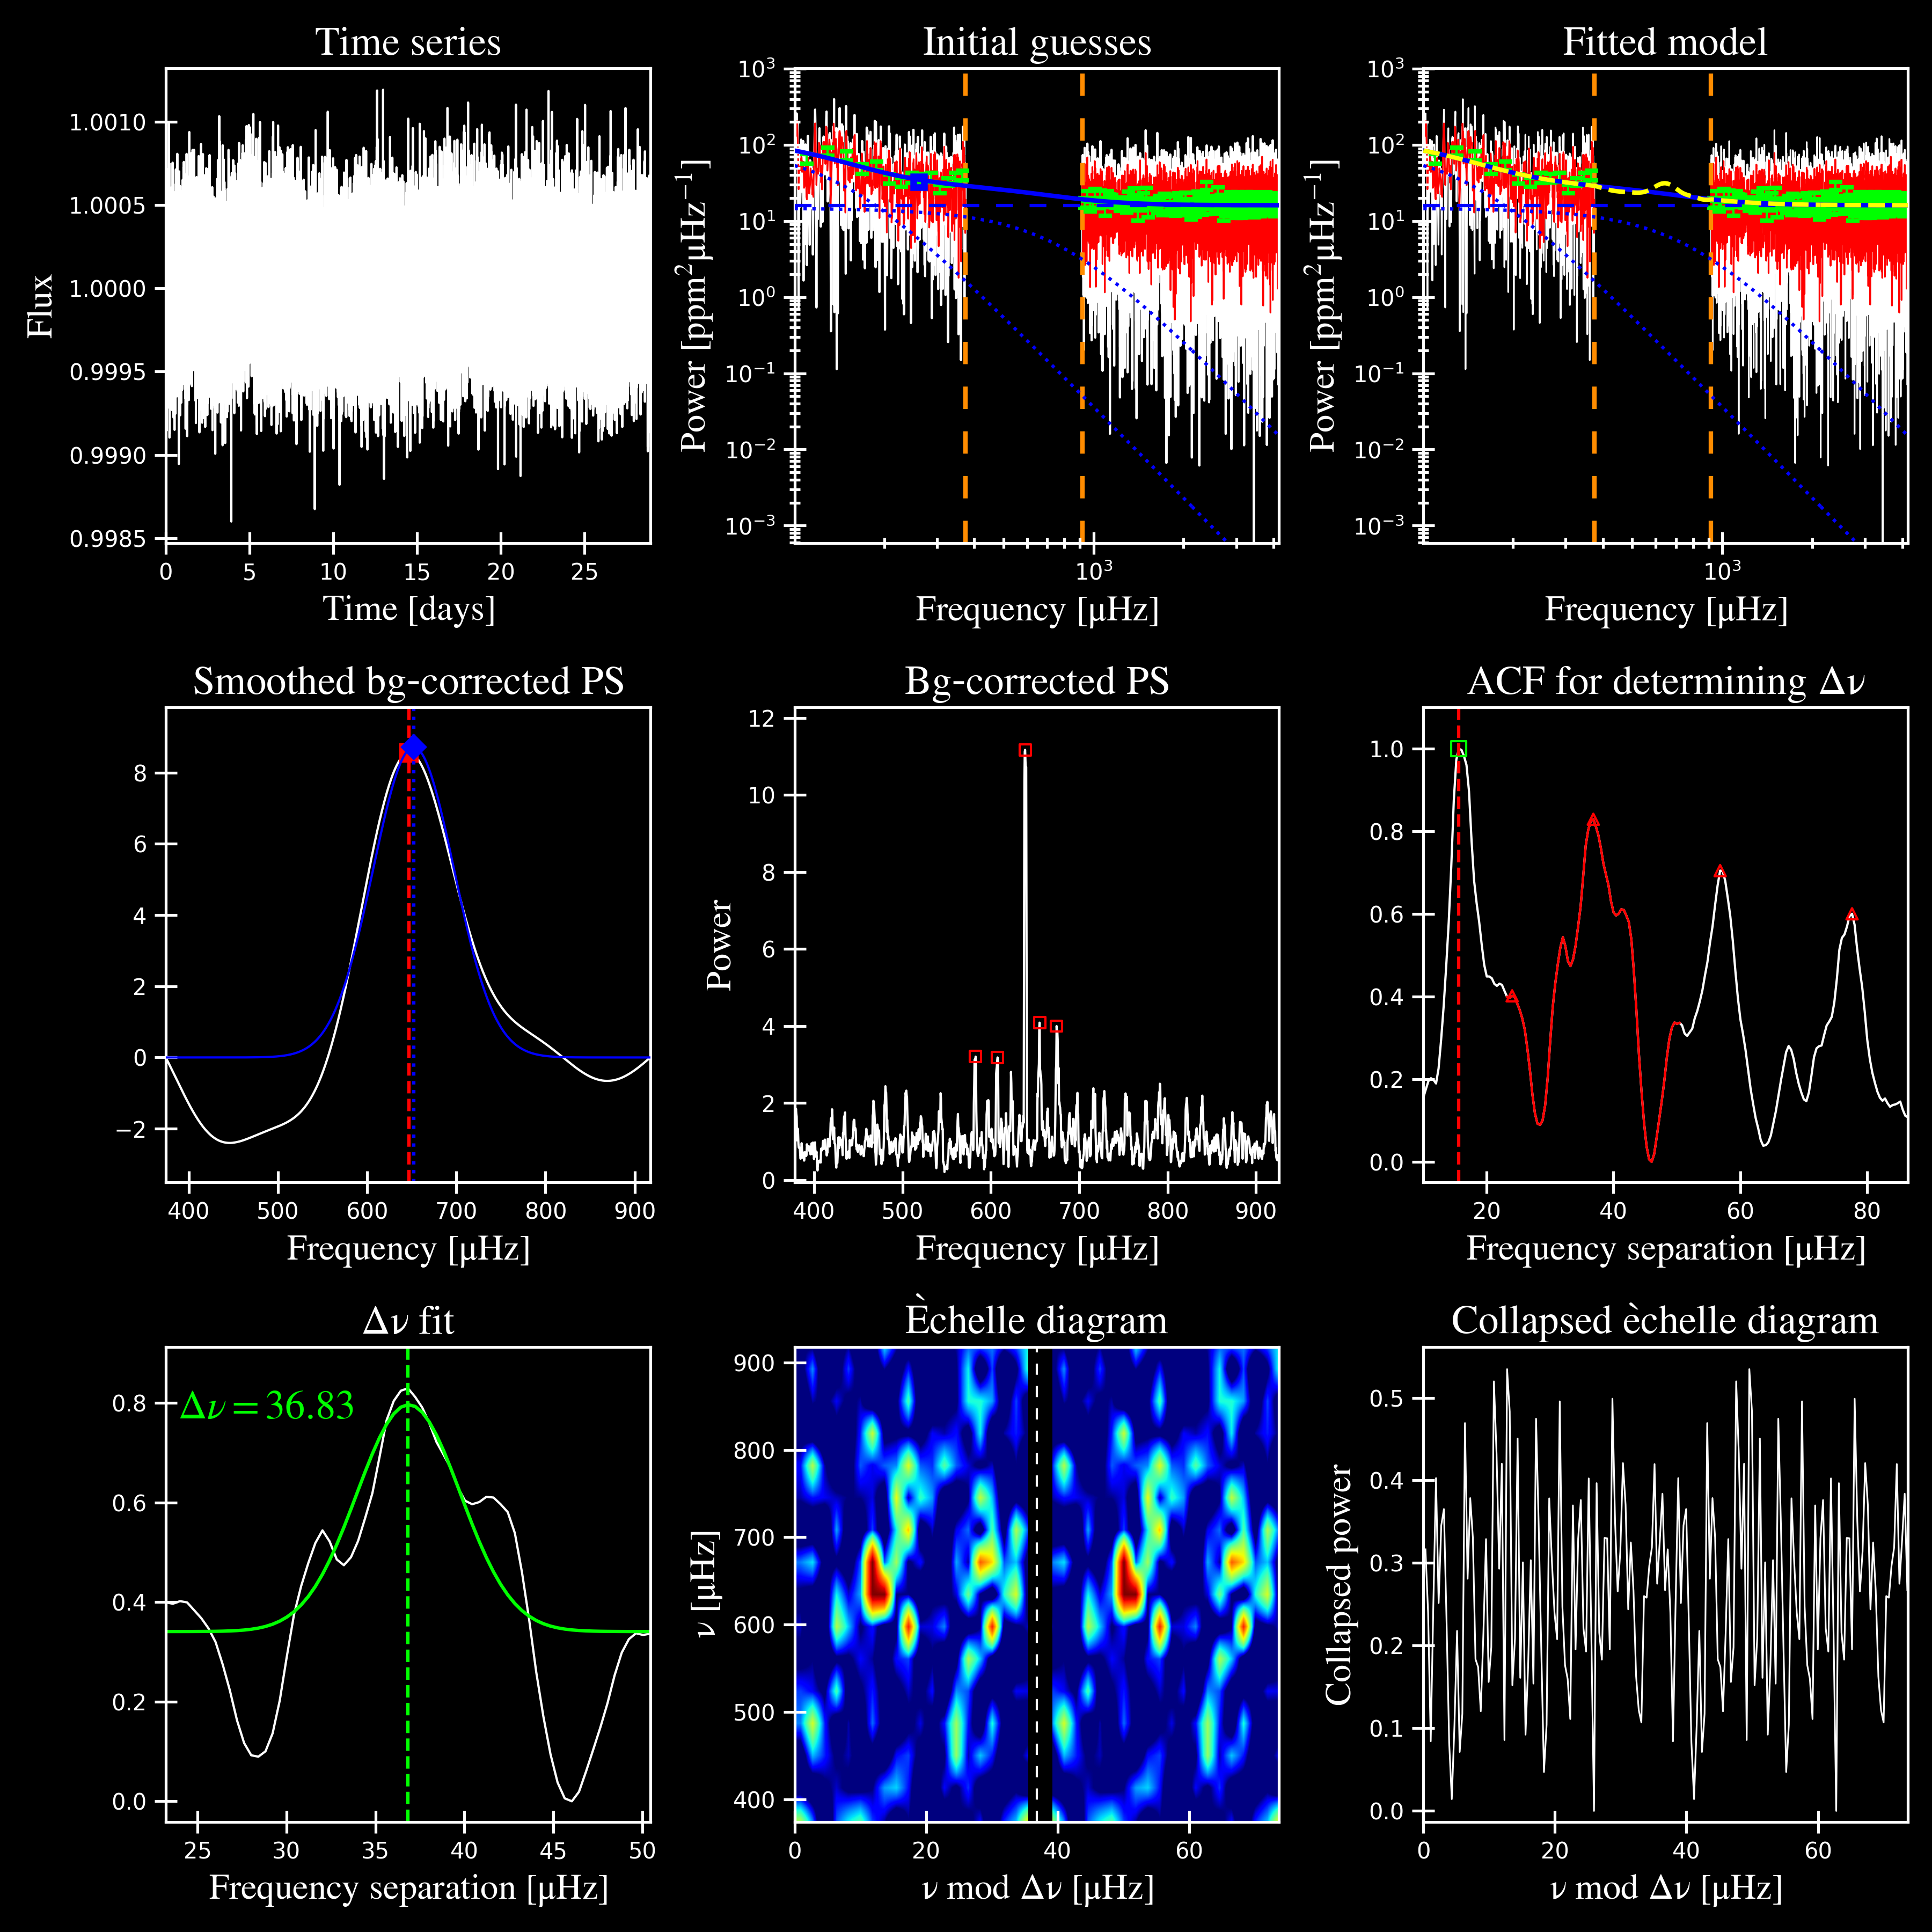 Time series
Initial guesses
Fitted model
1.0010
1.0005
1.0000
0.9995
0.9990
0.9985
Flux
0 5 10 15 20 25
Time [days]
10³
10²
10¹
10⁰
10⁻¹
10⁻²
10⁻³
Power [ppm²μHz⁻¹]
10³
Frequency [μHz]
10³
10²
10¹
10⁰
10⁻¹
10⁻²
10⁻³
Power [ppm²μHz⁻¹]
10³
Frequency [μHz]
Smoothed bg-corrected PS
Bg-corrected PS
ACF for determining Δν
8
6
4
2
0
−2
400 500 600 700 800 900
Frequency [μHz]
12
10
8
6
4
2
0
Power
400 500 600 700 800 900
Frequency [μHz]
1.0
0.8
0.6
0.4
0.2
0.0
20 40 60 80
Frequency separation [μHz]
Δν fit
Èchelle diagram
Collapsed èchelle diagram
Δν = 36.83
0.8
0.6
0.4
0.2
0.0
25 30 35 40 45 50
Frequency separation [μHz]
900
800
700
600
500
400
ν [μHz]
0 20 40 60
ν mod Δν [μHz]
0.5
0.4
0.3
0.2
0.1
0.0
Collapsed power
0 20 40 60
ν mod Δν [μHz]